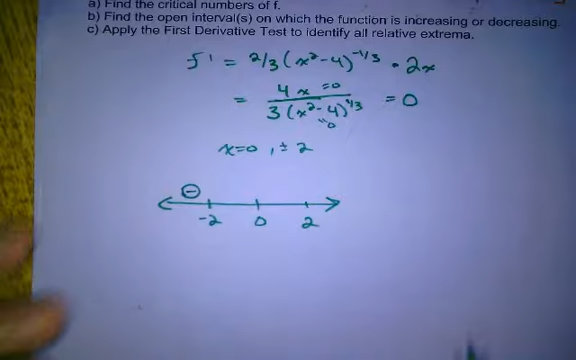 a) Find the critical numbers of f.
b) Find the open interval(s) on which the function is increasing or decreasing.
c) Apply the First Derivative Test to identify all relative extrema.
f' = 2/3 (x² - 4)^-1/3 • 2x
= 4x =0 / 3(x² - 4)^1/3 "0 = 0
x=0 , ± 2
⊖
-2 0 2